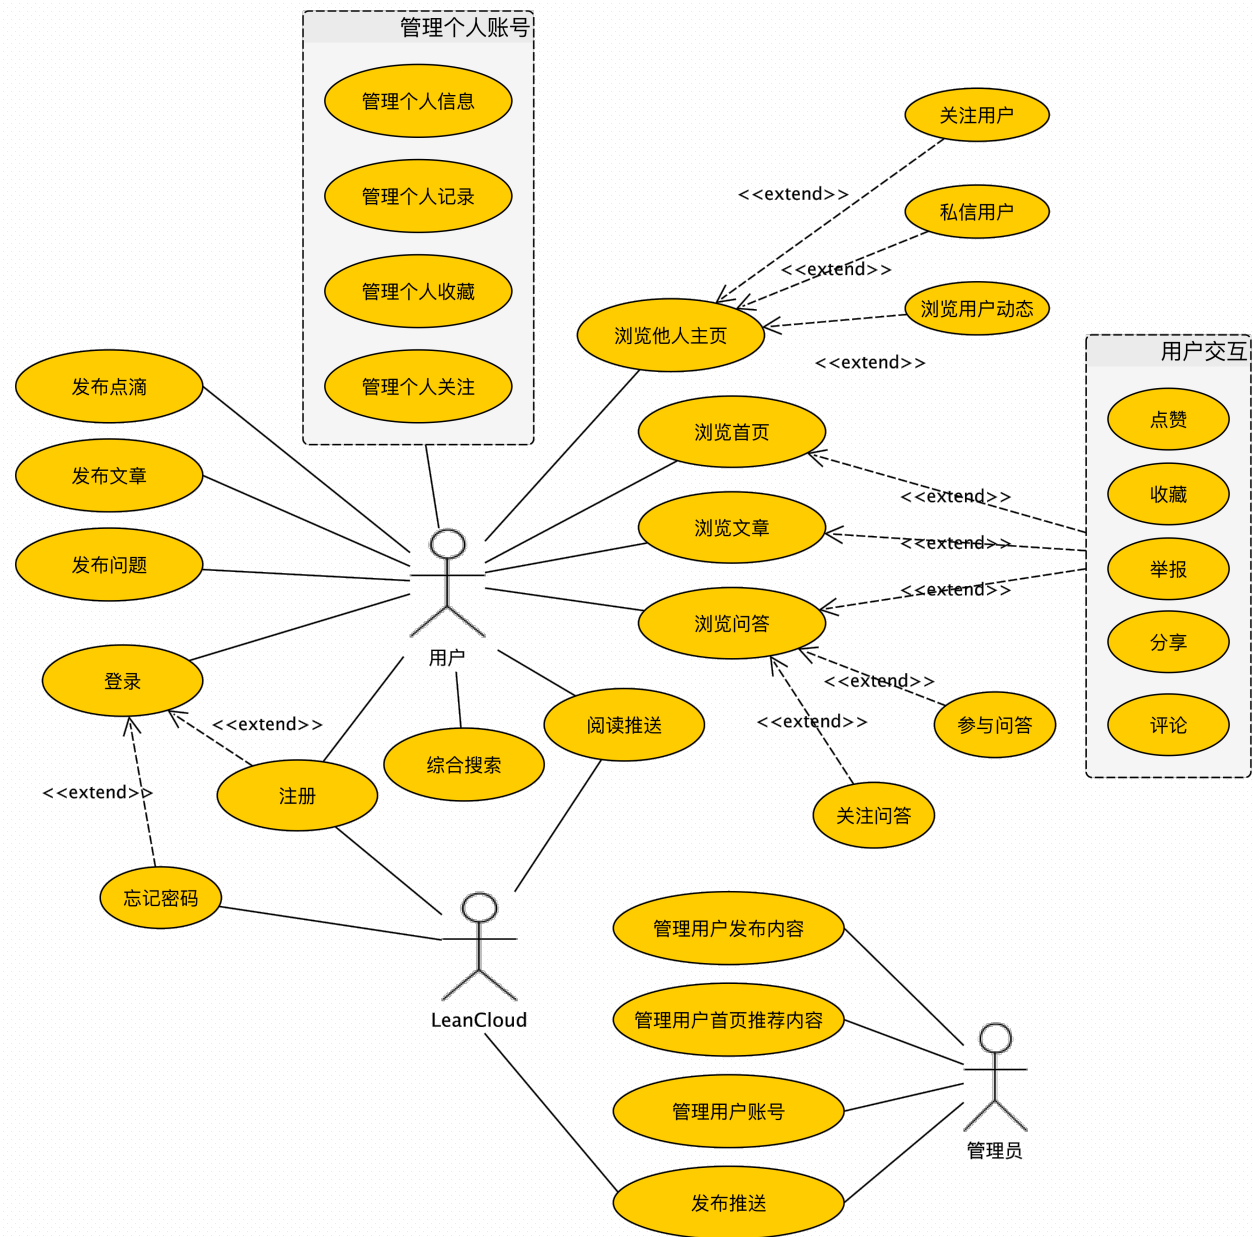 管理个人账号
管理个人信息
管理个人记录
管理个人收藏
管理个人关注
关注用户
<<extend>>
私信用户
<<extend>>
浏览用户动态
浏览他人主页
<<extend>>
用户交互
点赞
收藏
举报
分享
评论
发布点滴
发布文章
发布问题
浏览首页
<<extend>>
浏览文章
<<extend>>
<<extend>>
浏览问答
用户
登录
<<extend>>
<<extend>>
注册
综合搜索
阅读推送
<<extend>>
<<extend>>
参与问答
关注问答
忘记密码
LeanCloud
管理用户发布内容
管理用户首页推荐内容
管理用户账号
发布推送
管理员